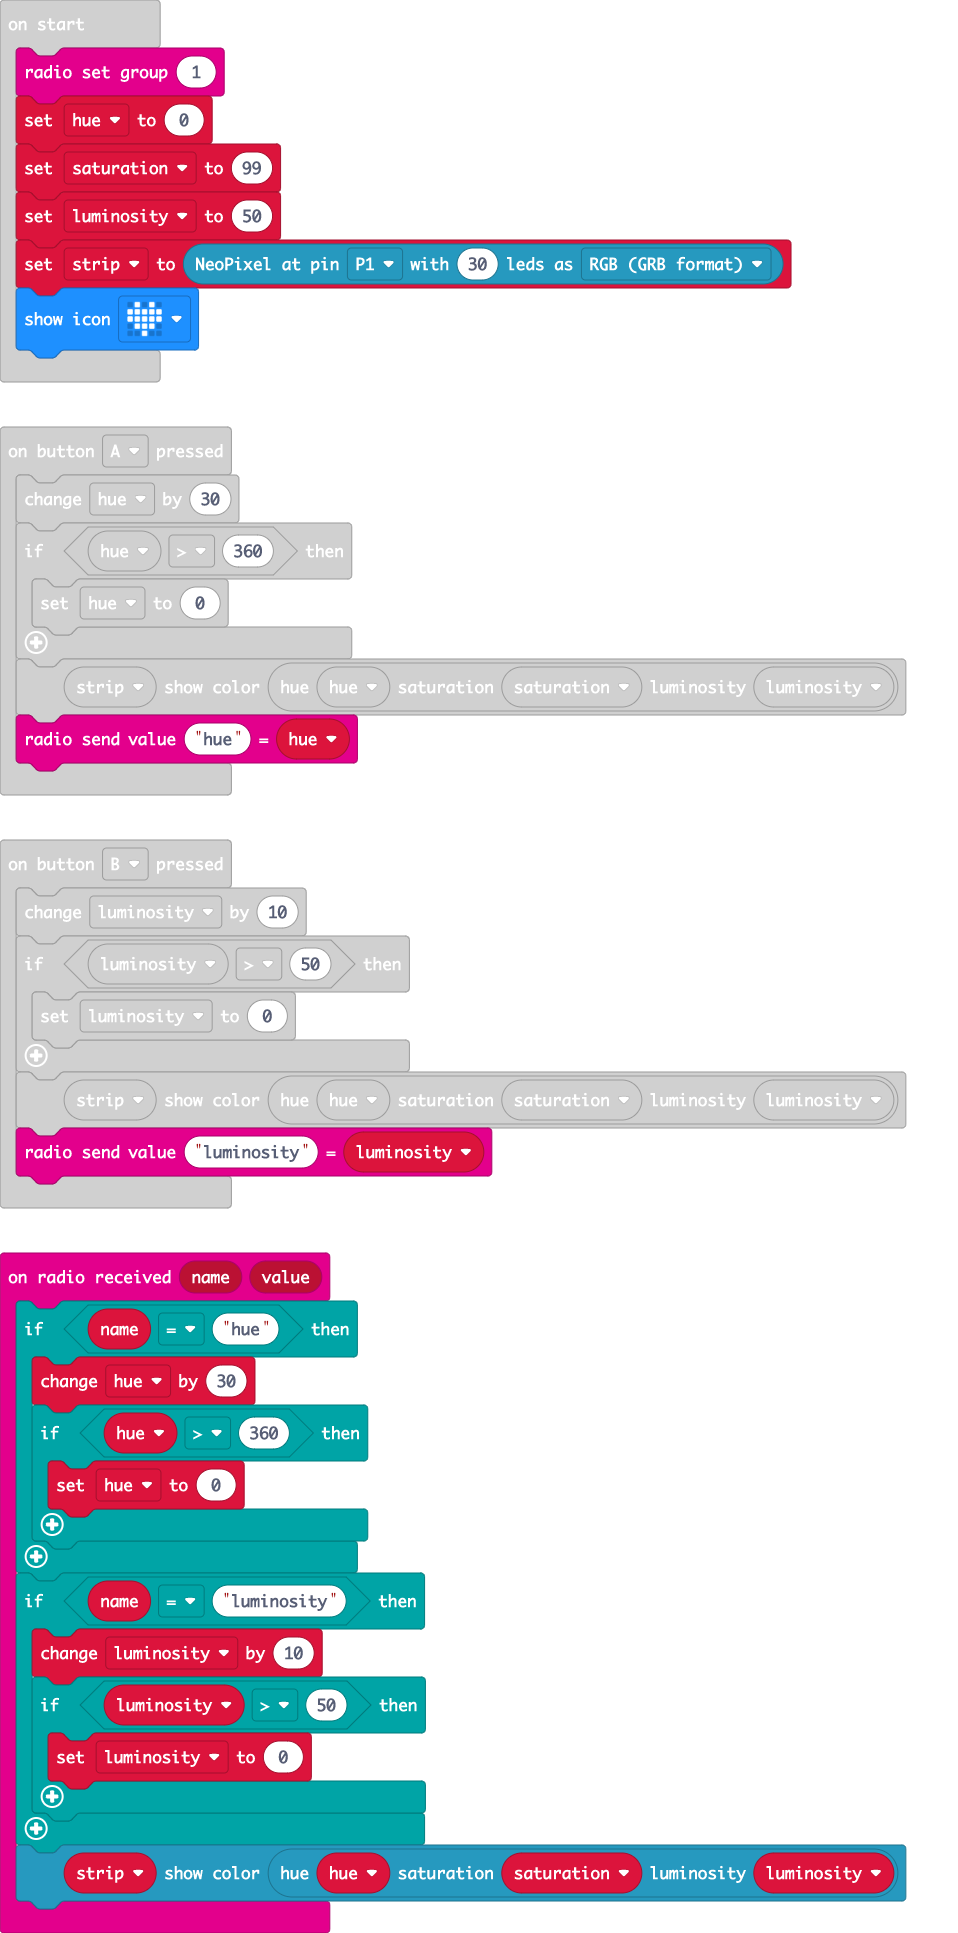 on start
radio set group 1
set hue to 0
set saturation to 99
set luminosity to 50
set strip to NeoPixel at pin P1 with 30 leds as RGB (GRB format)
show icon
on button A pressed
change hue by 30
if hue > 360 then
set hue to 0
strip show color hue hue saturation saturation luminosity luminosity
radio send value "hue" = hue
on button B pressed
change luminosity by 10
if luminosity > 50 then
set luminosity to 0
strip show color hue hue saturation saturation luminosity luminosity
radio send value "luminosity" = luminosity
on radio received name value
if name = "hue" then
change hue by 30
if hue > 360 then
set hue to 0
if name = "luminosity" then
change luminosity by 10
if luminosity > 50 then
set luminosity to 0
strip show color hue hue saturation saturation luminosity luminosity